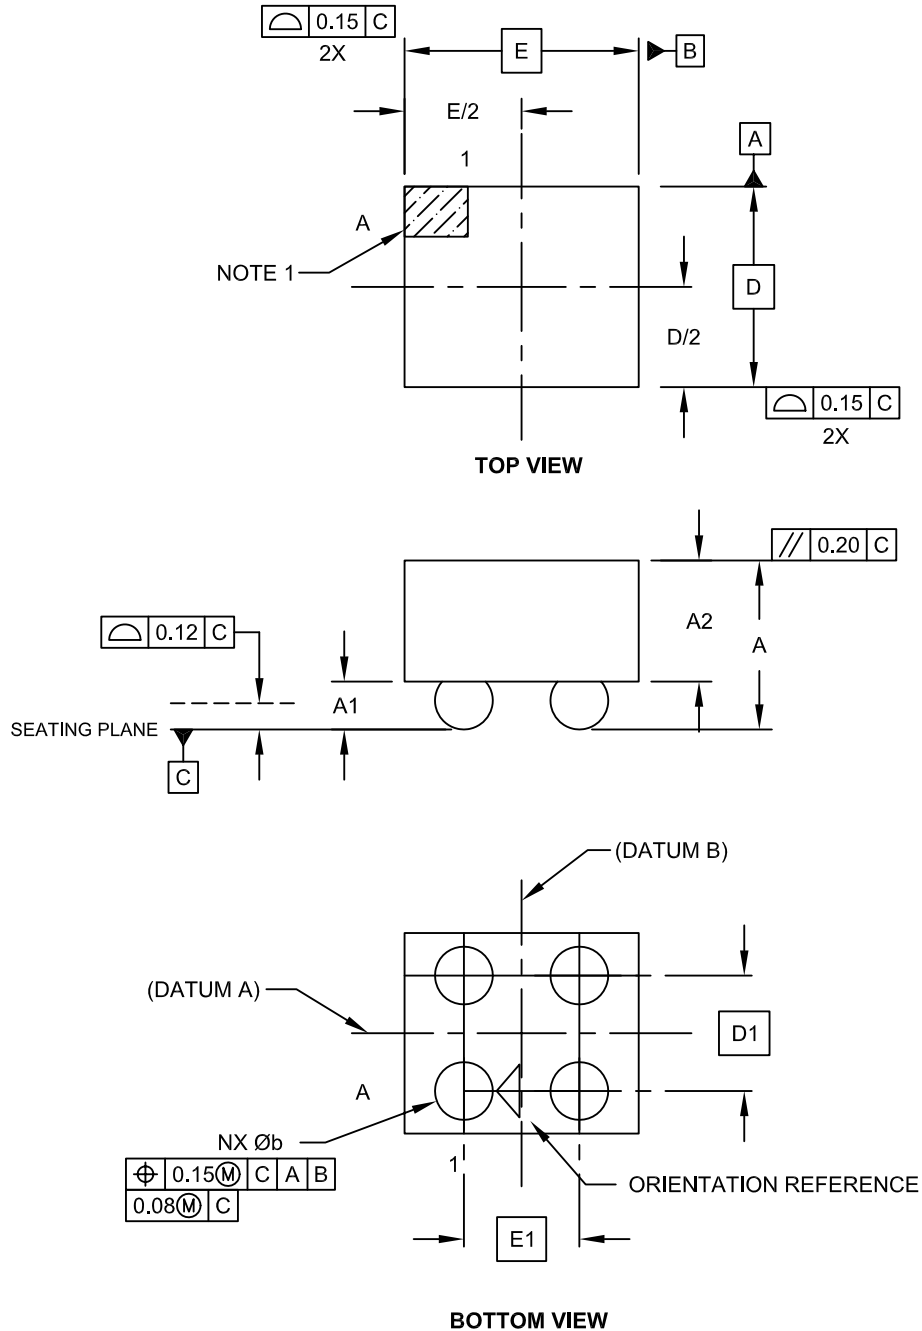 ⌓ 0.15 C
2X
E
B
E/2
1
A
A
NOTE 1
D
D/2
⌓ 0.15 C
2X
TOP VIEW
// 0.20 C
A2
A
⌓ 0.12 C
A1
SEATING PLANE
C
(DATUM B)
(DATUM A)
D1
A
NX Øb
⌖ 0.15Ⓜ C A B
0.08Ⓜ C
1
ORIENTATION REFERENCE
E1
BOTTOM VIEW